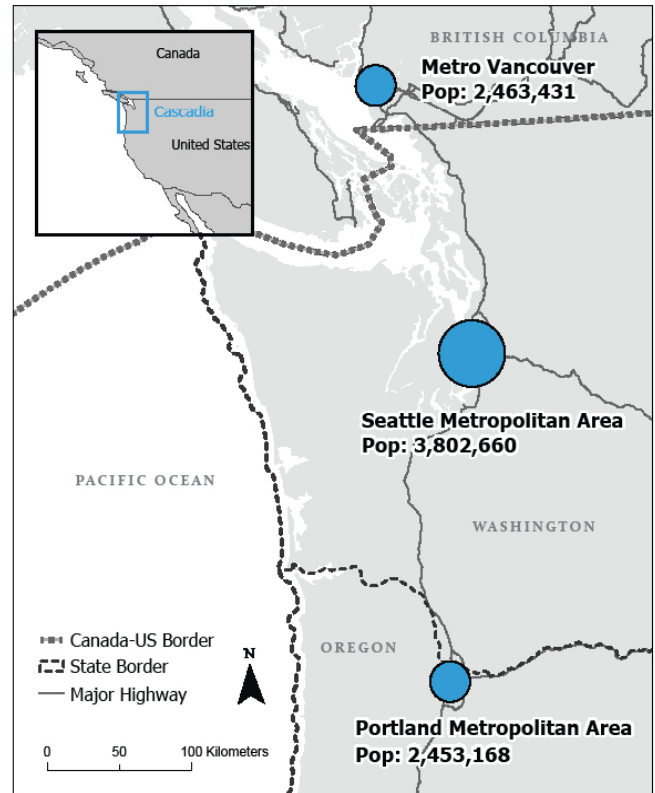 BRITISH COLUMBIA
Canada
Metro Vancouver
Pop: 2,463,431
Cascadia
United States
Seattle Metropolitan Area
Pop: 3,802,660
PACIFIC OCEAN
WASHINGTON
Canada-US Border
State Border
Major Highway
OREGON
N
Portland Metropolitan Area
Pop: 2,453,168
0 50 100 Kilometers